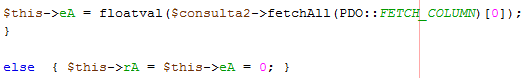 $this->eA = floatval($consulta2->fetchAll(PDO::FETCH_COLUMN)[0]);
}
else { $this->rA = $this->eA = 0; }